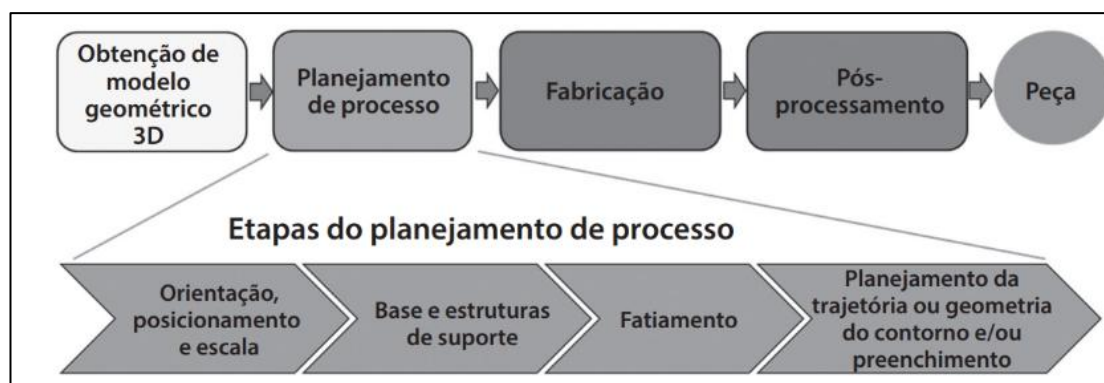 Obtenção de
modelo
geométrico
3D
Planejamento
de processo
Fabricação
Pós-
processamento
Peça
Etapas do planejamento de processo
Orientação,
posicionamento
e escala
Base e estruturas
de suporte
Fatiamento
Planejamento da
trajetória ou geometria
do contorno e/ou
preenchimento